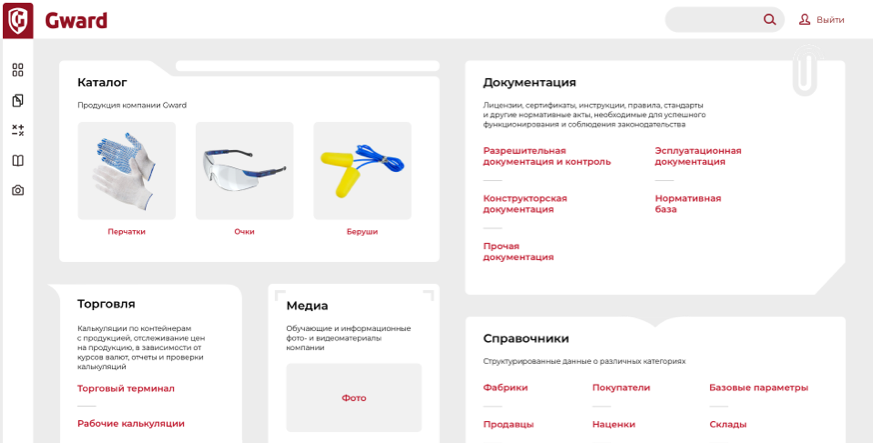 Gward
Выйти
Каталог
Продукция компании Gward
Перчатки
Очки
Беруши
Документация
Лицензии, сертификаты, инструкции, правила, стандарты
и другие нормативные акты, необходимые для успешного
функционирования и соблюдения законодательства
Разрешительная
документация и контроль
Эсплуатационная
документация
Конструкторская
документация
Нормативная
база
Прочая
документация
Торговля
Калькуляции по контейнерам
с продукцией, отслеживание цен
на продукцию, в зависимости от
курсов валют, отчеты и проверки
калькуляций
Торговый терминал
Рабочие калькуляции
Медиа
Обучающие и информационные
фото- и видеоматериалы
компании
Фото
Справочники
Структурированные данные о различных категориях
Фабрики
Покупатели
Базовые параметры
Продавцы
Наценки
Склады